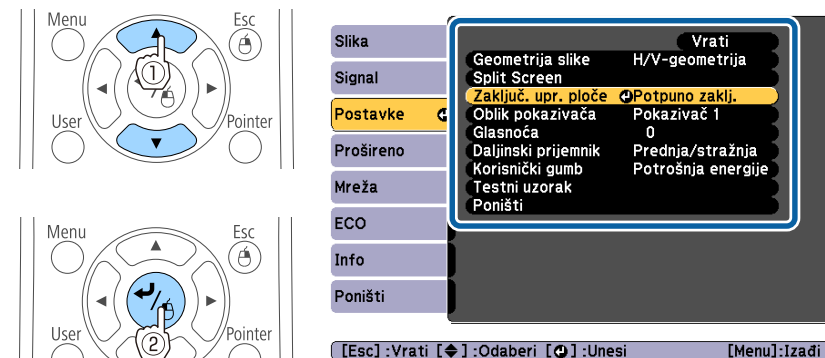 Menu
Esc
①
User
Pointer
Menu
Esc
User
Pointer
②
Slika
Signal
Postavke
Prošireno
Mreža
ECO
Info
Poništi
Vrati
Geometrija slike H/V-geometrija
Split Screen
Zaključ. upr. ploče Potpuno zaklj.
Oblik pokazivača Pokazivač 1
Glasnoća 0
Daljinski prijemnik Prednja/stražnja
Korisnički gumb Potrošnja energije
Testni uzorak
Poništi
[Esc] :Vrati [◆] :Odaberi [↵] :Unesi [Menu]:Izađi